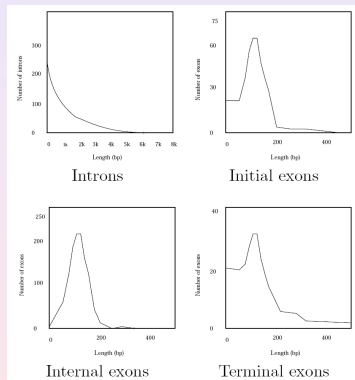 Number of introns
300
200
100
0
0 1k 2k 3k 4k 5k 6k 7k 8k
Length (bp)
Introns
Number of exons
75
60
30
0
0 200 400
Length (bp)
Initial exons
Number of exons
250
200
0
0 200 400
Length (bp)
Internal exons
Number of exons
40
20
0
0 200 400
Length (bp)
Terminal exons